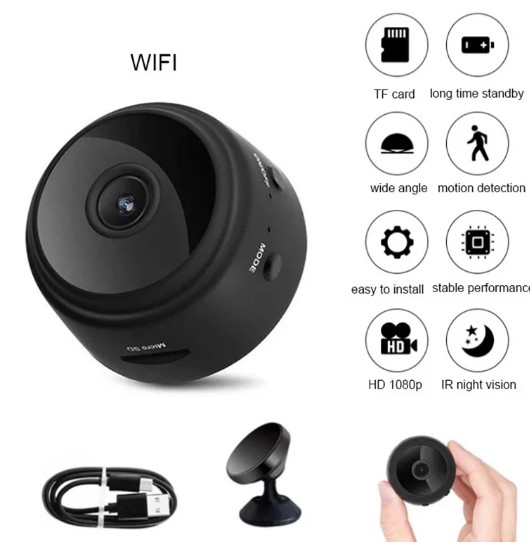 WIFI
TF card
long time standby
wide angle
motion detection
MODE
easy to install
stable performance
Micro SD
HD
HD 1080p
IR night vision